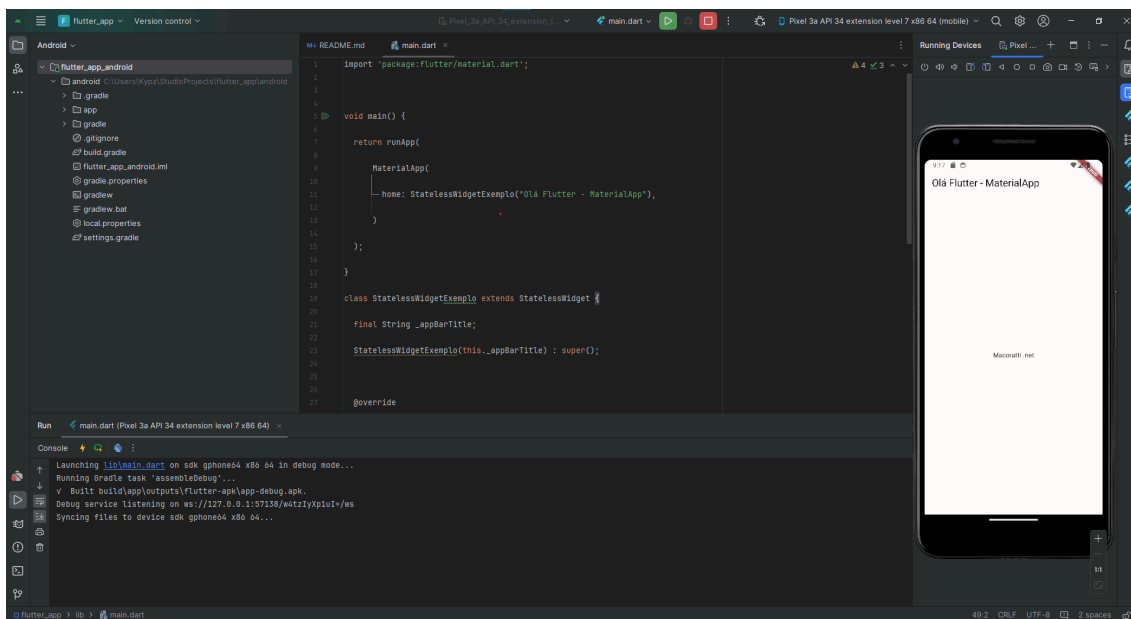 flutter_app Version control
Pixel_3a_API_34_extension_l... main.dart Pixel 3a API 34 extension level 7 x86 64 (mobile)
Android
flutter_app_android
android C:\Users\Kypz\StudioProjects\flutter_app\android
.gradle
app
gradle
.gitignore
build.gradle
flutter_app_android.iml
gradle.properties
gradlew
gradlew.bat
local.properties
settings.gradle
README.md main.dart
4 3
1 import 'package:flutter/material.dart';
2
3
4
5 void main() {
6
7 return runApp(
8
9 MaterialApp(
10
11 home: StatelessWidgetExemplo("Olá Flutter - MaterialApp"),
12
13 )
14
15 );
16
17 }
18
19 class StatelessWidgetExemplo extends StatelessWidget {
20
21 final String _appBarTitle;
22
23 StatelessWidgetExemplo(this._appBarTitle) : super();
24
25
26
27 @override
Running Devices Pixel ...
9:17
Olá Flutter - MaterialApp
Macoratti .net
1:1
Run main.dart (Pixel 3a API 34 extension level 7 x86 64)
Console
Launching lib\main.dart on sdk gphone64 x86 64 in debug mode...
Running Gradle task 'assembleDebug'...
√ Built build\app\outputs\flutter-apk\app-debug.apk.
Debug service listening on ws://127.0.0.1:57138/w4tzIyXp1uI=/ws
Syncing files to device sdk gphone64 x86 64...
flutter_app > lib > main.dart
49:2 CRLF UTF-8 2 spaces